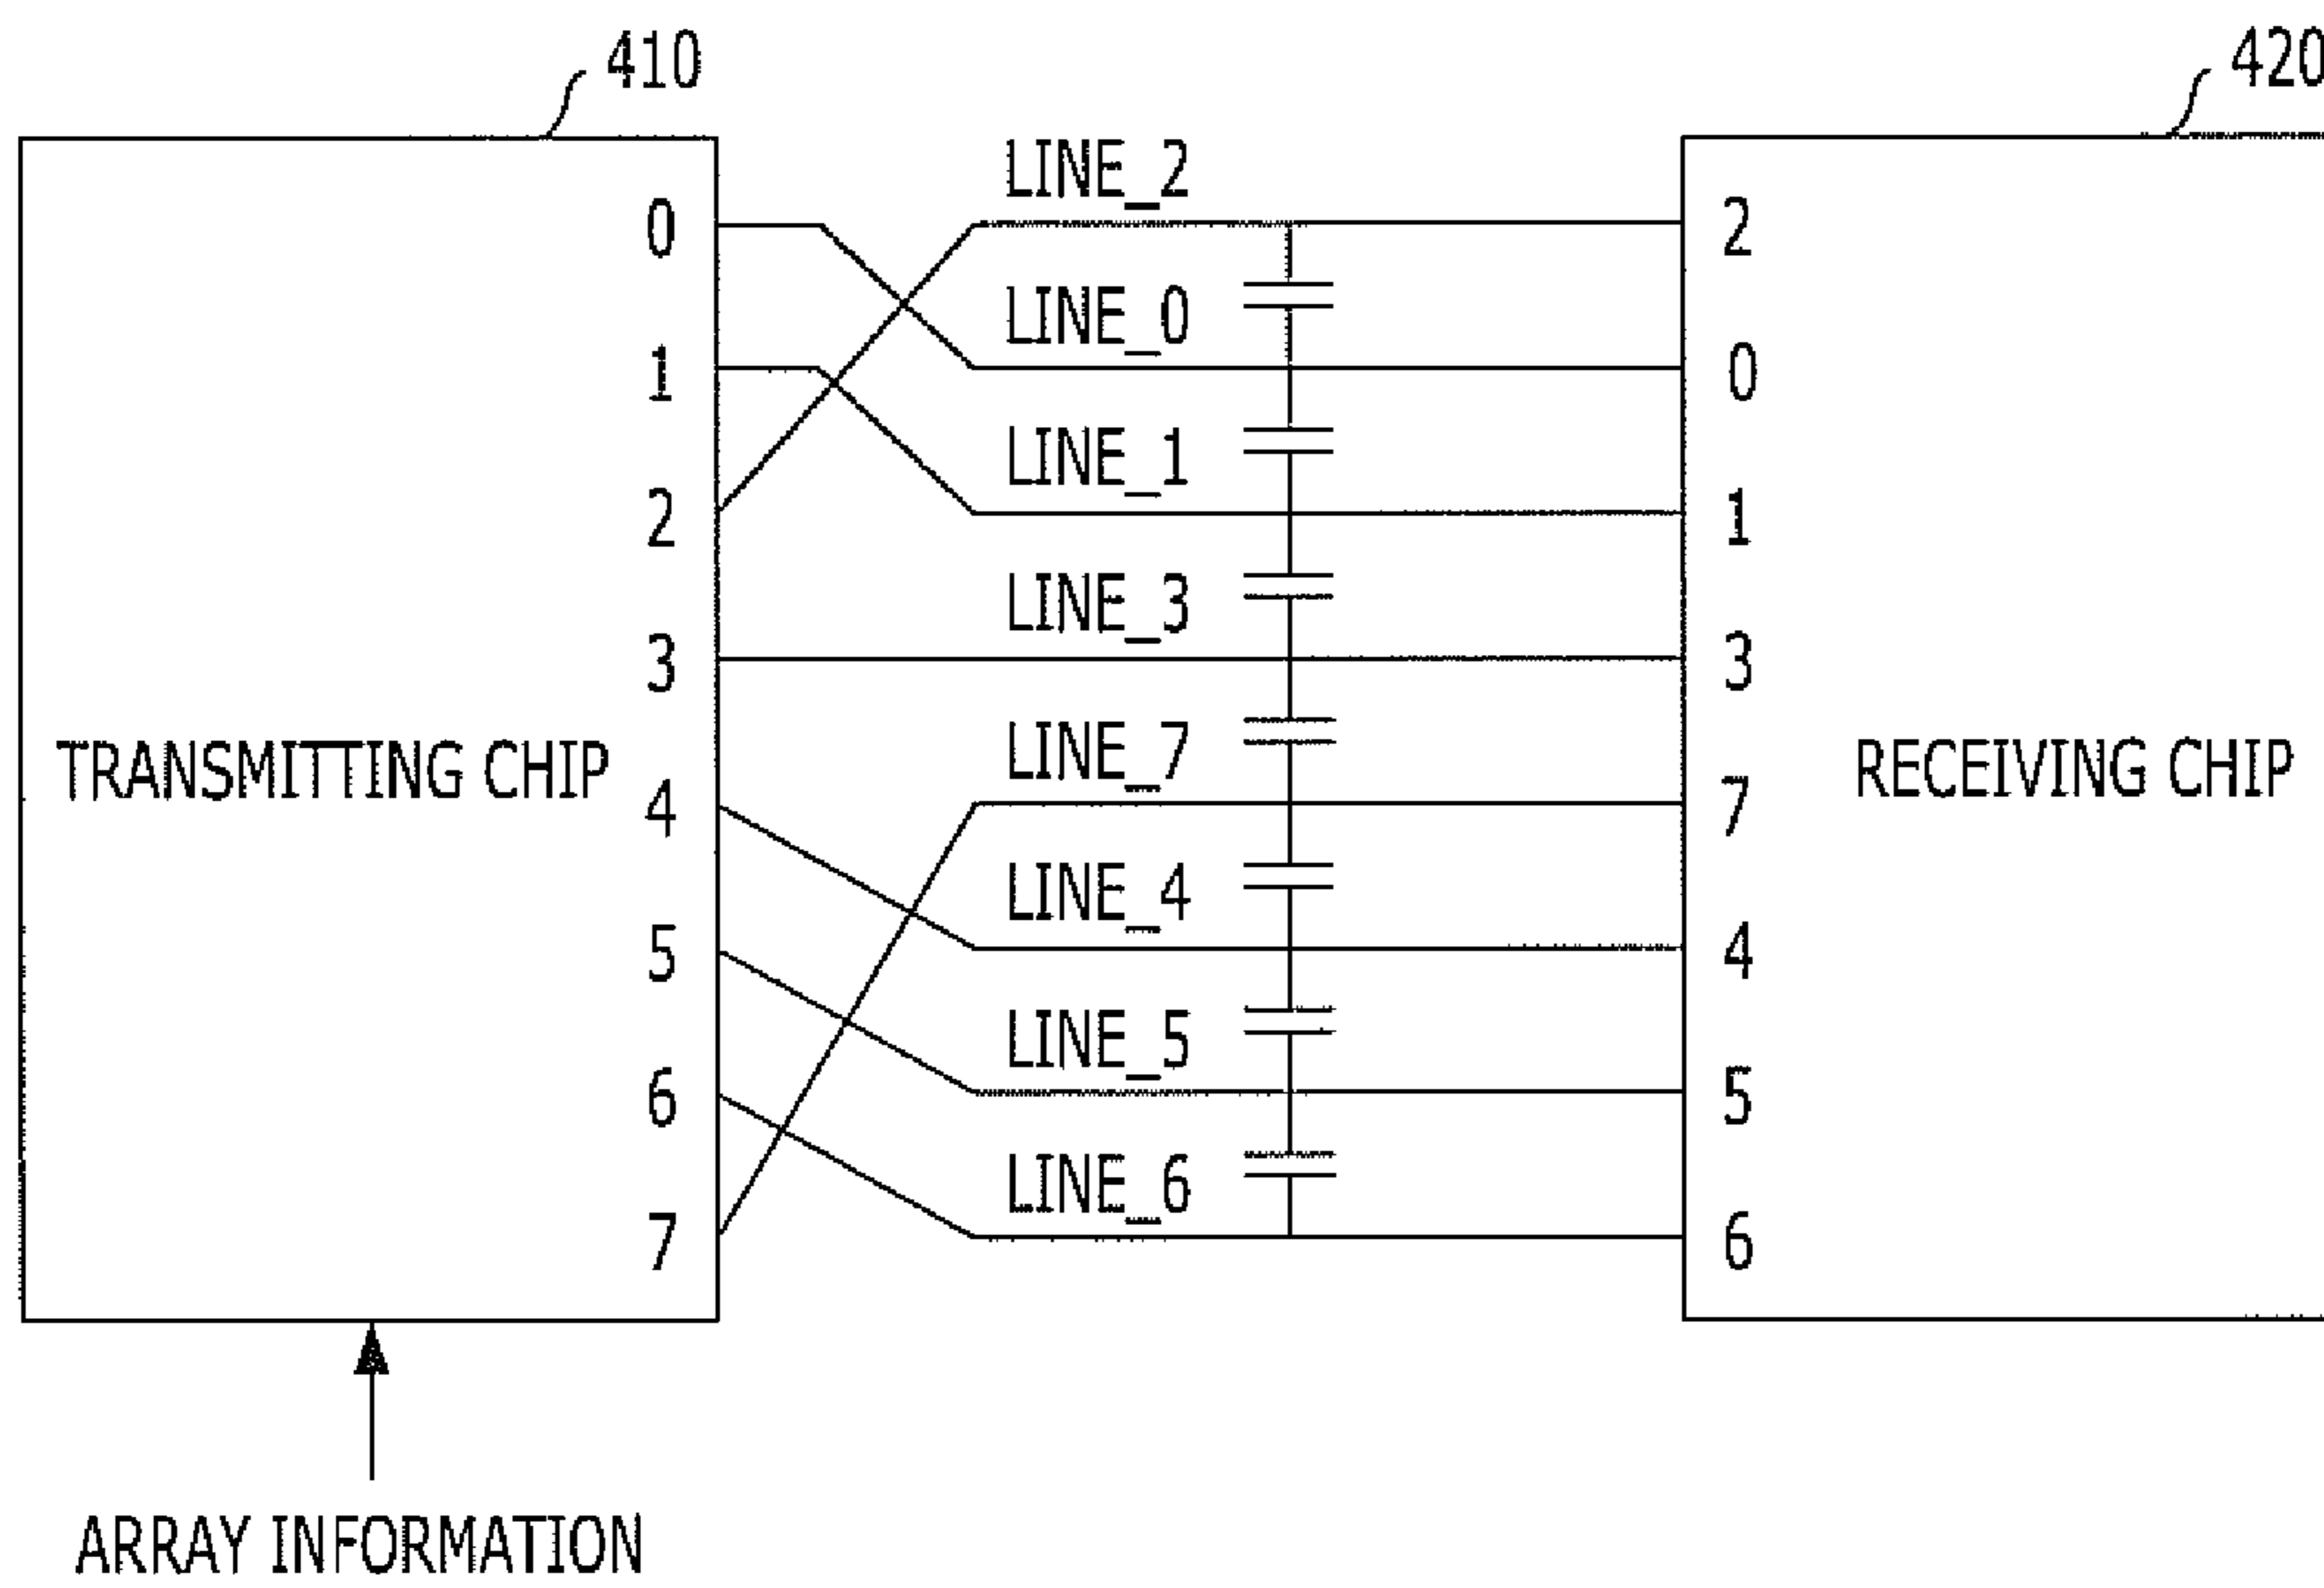 410
420
LINE_2
0
2
LINE_0
1
0
LINE_1
2
1
LINE_3
3
3
LINE_7
TRANSMITTING CHIP
4
7
RECEIVING CHIP
LINE_4
5
4
LINE_5
6
5
LINE_6
7
6
ARRAY INFORMATION